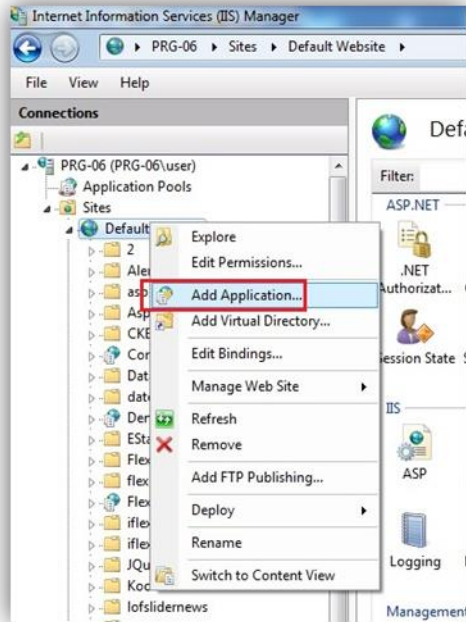 Internet Information Services (IIS) Manager
PRG-06 Sites Default Website
File View Help
Connections
PRG-06 (PRG-06\user)
Application Pools
Sites
Default
2
Aler
asp
Asp
CKE
Cor
Dat
date
Der
ESta
Flex
flex
Flex
iflex
iflex
JQu
Koc
lofslidernews
Explore
Edit Permissions...
Add Application...
Add Virtual Directory...
Edit Bindings...
Manage Web Site
Refresh
Remove
Add FTP Publishing...
Deploy
Rename
Switch to Content View
Defa
Filter:
ASP.NET
.NET
Authorizat...
Session State S
IIS
ASP
Logging
Management